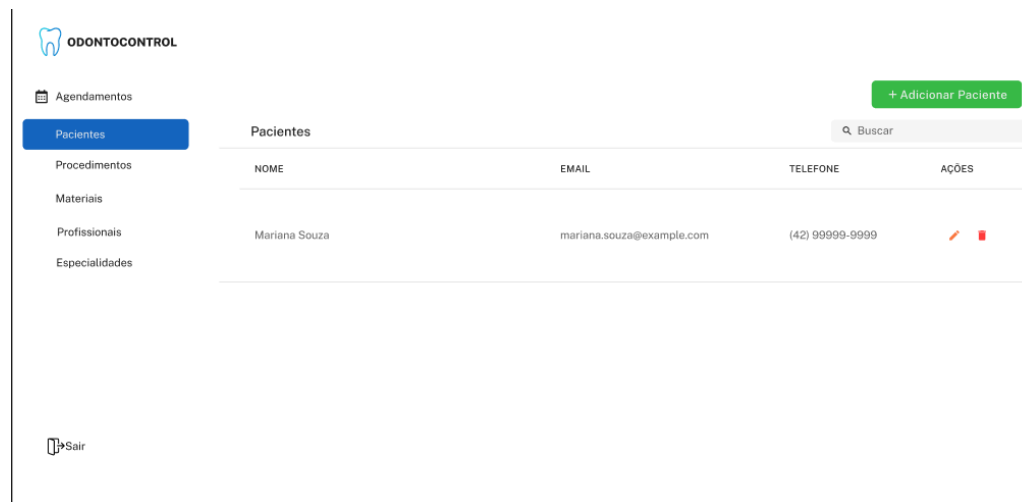 ODONTOCONTROL
Agendamentos
+ Adicionar Paciente
Pacientes
Pacientes
Buscar
Procedimentos
NOME EMAIL TELEFONE AÇÕES
Materiais
Profissionais
Mariana Souza mariana.souza@example.com (42) 99999-9999
Especialidades
Sair